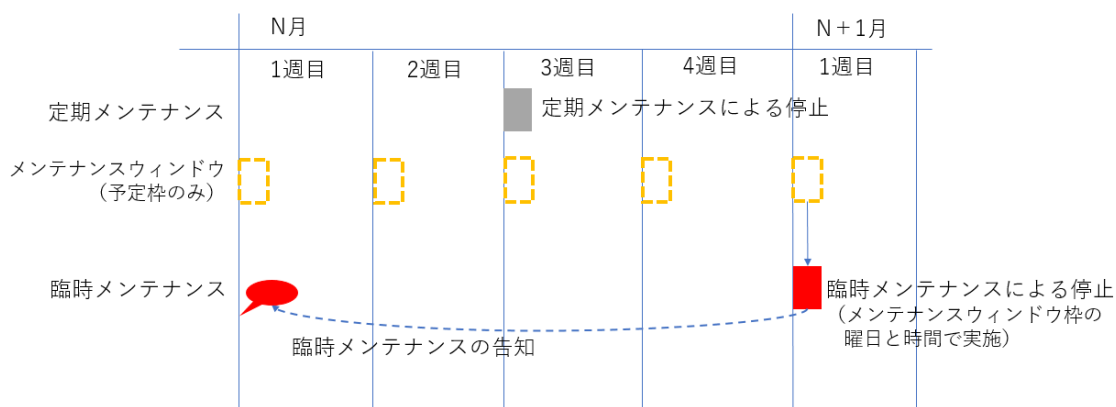 N月
N+1月
1週目
2週目
3週目
4週目
1週目
定期メンテナンス
定期メンテナンスによる停止
メンテナンスウィンドウ
（予定枠のみ）
臨時メンテナンス
臨時メンテナンスによる停止
（メンテナンスウィンドウ枠の
曜日と時間で実施）
臨時メンテナンスの告知